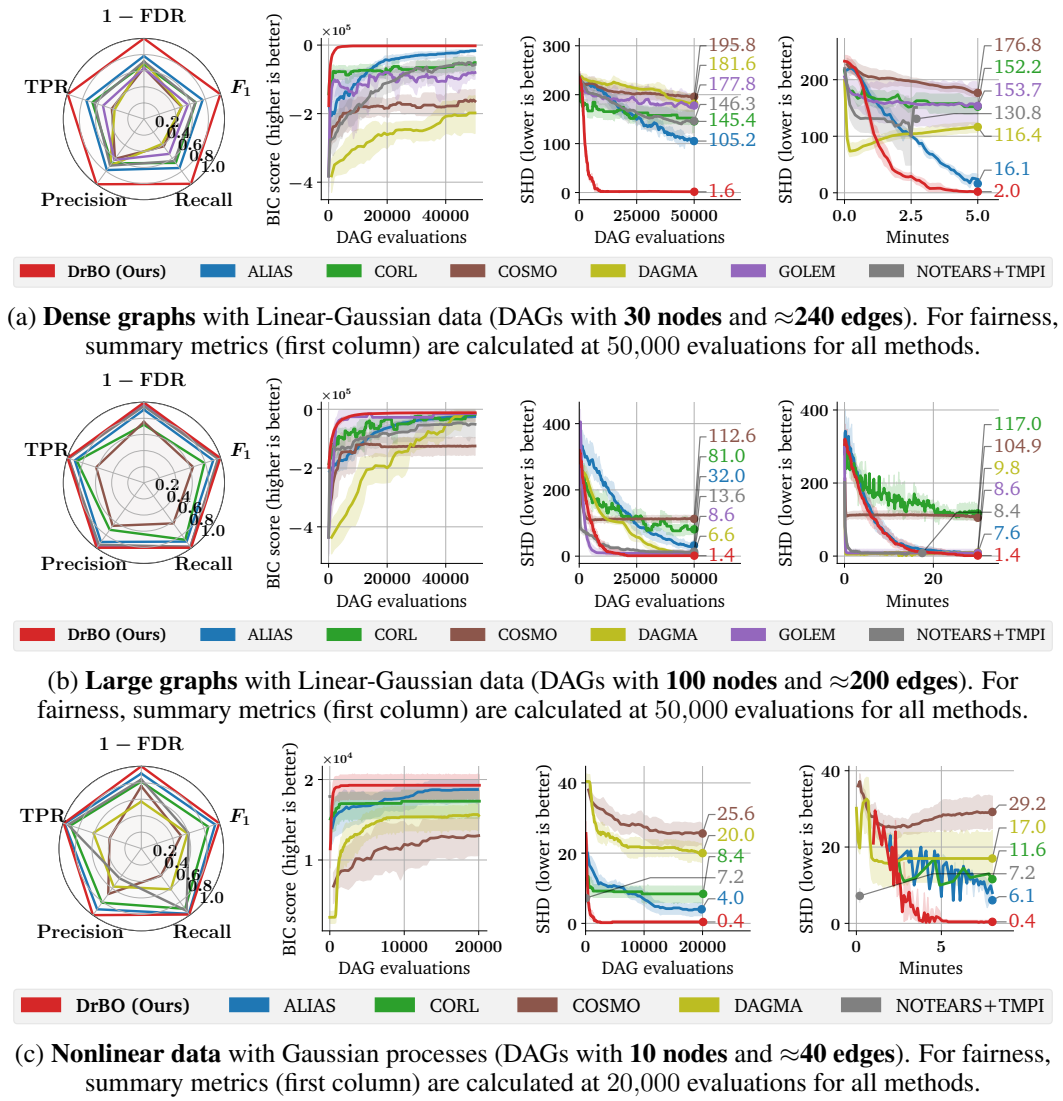 1 − FDR
F1
Recall
Precision
TPR
0.2
0.4
0.6
0.8
1.0
×10⁵
BIC score (higher is better)
0
−2
−4
0
20000
40000
DAG evaluations
SHD (lower is better)
300
200
100
0
0
25000
50000
DAG evaluations
195.8
181.6
177.8
146.3
145.4
105.2
1.6
SHD (lower is better)
200
100
0
0.0
2.5
5.0
Minutes
176.8
152.2
153.7
130.8
116.4
16.1
2.0
DrBO (Ours) ALIAS CORL COSMO DAGMA GOLEM NOTEARS+TMPI
(a) Dense graphs with Linear-Gaussian data (DAGs with 30 nodes and ≈240 edges). For fairness,
summary metrics (first column) are calculated at 50,000 evaluations for all methods.
1 − FDR
F1
Recall
Precision
TPR
0.2
0.4
0.6
0.8
1.0
×10⁵
BIC score (higher is better)
0
−2
−4
0
20000
40000
DAG evaluations
SHD (lower is better)
400
200
0
0
25000
50000
DAG evaluations
112.6
81.0
32.0
13.6
8.6
6.6
1.4
SHD (lower is better)
400
200
0
0
20
Minutes
117.0
104.9
9.8
8.6
8.4
7.6
1.4
DrBO (Ours) ALIAS CORL COSMO DAGMA GOLEM NOTEARS+TMPI
(b) Large graphs with Linear-Gaussian data (DAGs with 100 nodes and ≈200 edges). For
fairness, summary metrics (first column) are calculated at 50,000 evaluations for all methods.
1 − FDR
F1
Recall
Precision
TPR
0.2
0.4
0.6
0.8
1.0
×10⁴
BIC score (higher is better)
2
1
0
10000
20000
DAG evaluations
SHD (lower is better)
40
20
0
0
10000
20000
DAG evaluations
25.6
20.0
8.4
7.2
4.0
0.4
SHD (lower is better)
40
20
0
0
5
Minutes
29.2
17.0
11.6
7.2
6.1
0.4
DrBO (Ours) ALIAS CORL COSMO DAGMA NOTEARS+TMPI
(c) Nonlinear data with Gaussian processes (DAGs with 10 nodes and ≈40 edges). For fairness,
summary metrics (first column) are calculated at 20,000 evaluations for all methods.